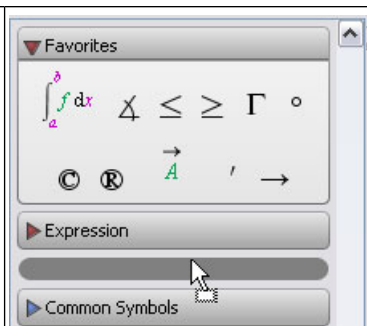 Favorites
∫ₐᵇ f dx ∡ ≤ ≥ Γ °
© ® A⃗ ′ →
Expression
Common Symbols